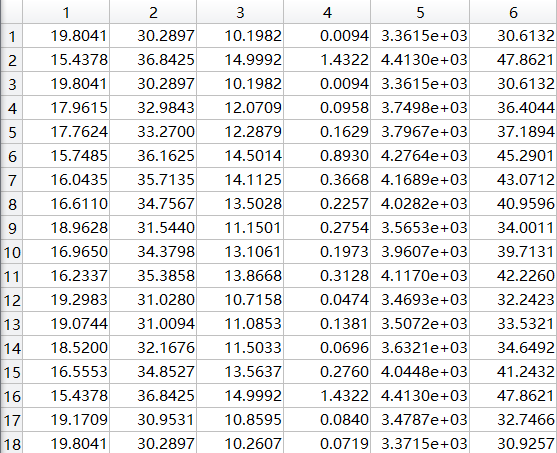 1 2 3 4 5 6
1 19.8041 30.2897 10.1982 0.0094 3.3615e+03 30.6132
2 15.4378 36.8425 14.9992 1.4322 4.4130e+03 47.8621
3 19.8041 30.2897 10.1982 0.0094 3.3615e+03 30.6132
4 17.9615 32.9843 12.0709 0.0958 3.7498e+03 36.4044
5 17.7624 33.2700 12.2879 0.1629 3.7967e+03 37.1894
6 15.7485 36.1625 14.5014 0.8930 4.2764e+03 45.2901
7 16.0435 35.7135 14.1125 0.3668 4.1689e+03 43.0712
8 16.6110 34.7567 13.5028 0.2257 4.0282e+03 40.9596
9 18.9628 31.5440 11.1501 0.2754 3.5653e+03 34.0011
10 16.9650 34.3798 13.1061 0.1973 3.9607e+03 39.7131
11 16.2337 35.3858 13.8668 0.3128 4.1170e+03 42.2260
12 19.2983 31.0280 10.7158 0.0474 3.4693e+03 32.2423
13 19.0744 31.0094 11.0853 0.1381 3.5072e+03 33.5321
14 18.5200 32.1676 11.5033 0.0696 3.6321e+03 34.6492
15 16.5553 34.8527 13.5637 0.2760 4.0448e+03 41.2432
16 15.4378 36.8425 14.9992 1.4322 4.4130e+03 47.8621
17 19.1709 30.9531 10.8595 0.0840 3.4787e+03 32.7466
18 19.8041 30.2897 10.2607 0.0719 3.3715e+03 30.9257